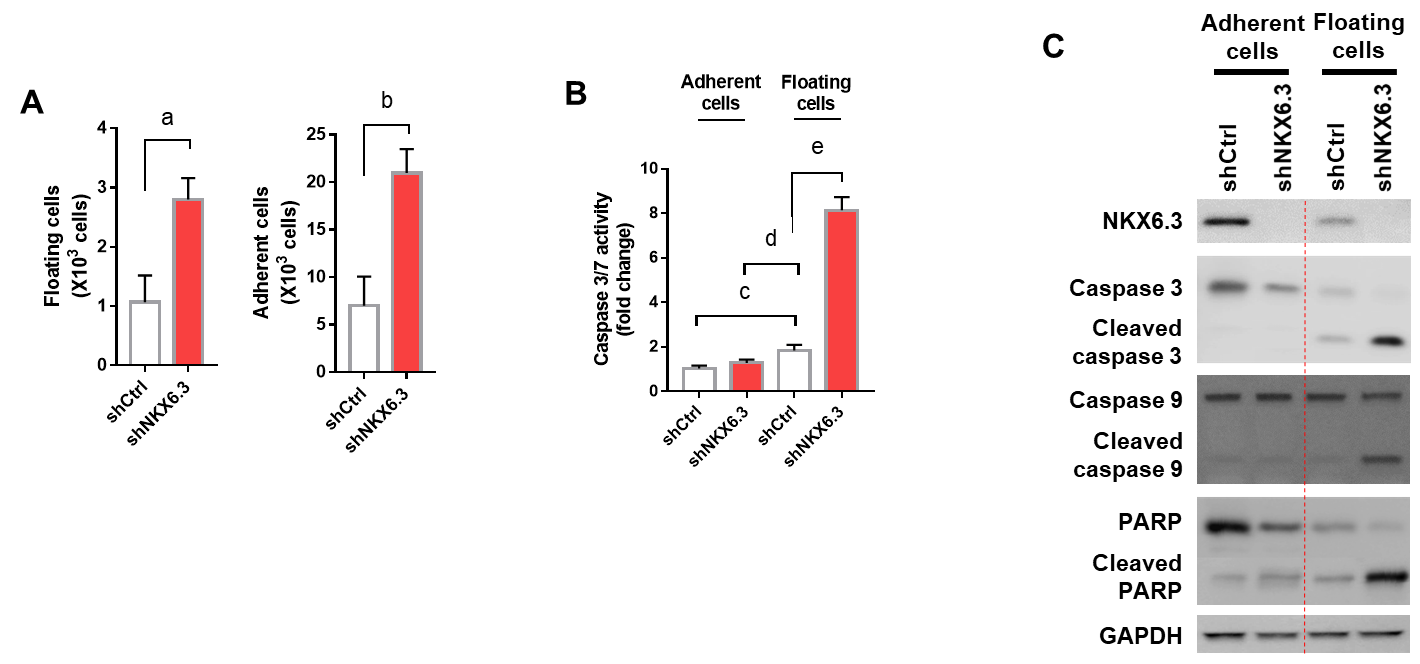 A
Floating cells
(X10³ cells)
4
3
2
1
0
a
shCtrl
shNKX6.3
Adherent cells
(X10³ cells)
25
20
15
10
5
0
b
shCtrl
shNKX6.3
B
Adherent
cells
Floating
cells
Caspase 3/7 activity
(fold change)
10
8
6
4
2
0
c
d
e
shCtrl
shNKX6.3
shCtrl
shNKX6.3
C
Adherent
cells
Floating
cells
shCtrl
shNKX6.3
shCtrl
shNKX6.3
NKX6.3
Caspase 3
Cleaved
caspase 3
Caspase 9
Cleaved
caspase 9
PARP
Cleaved
PARP
GAPDH